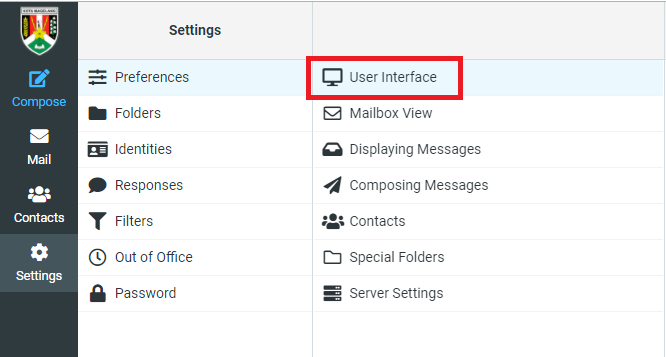 KOTA MAGELANG
Settings
Compose
Mail
Contacts
Settings
Preferences
Folders
Identities
Responses
Filters
Out of Office
Password
User Interface
Mailbox View
Displaying Messages
Composing Messages
Contacts
Special Folders
Server Settings